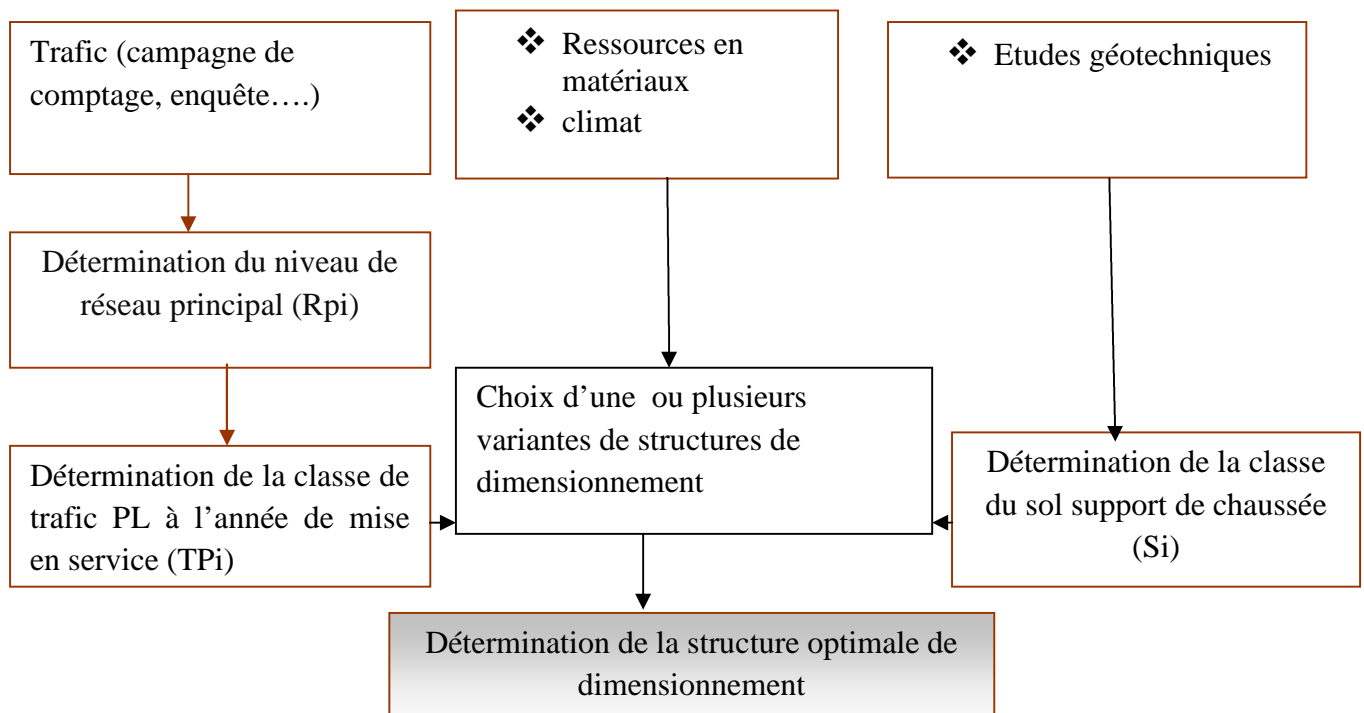 Trafic (campagne de
comptage, enquête….)
❖ Ressources en
matériaux
❖ climat
❖ Etudes géotechniques
Détermination du niveau de
réseau principal (Rpi)
Choix d’une ou plusieurs
variantes de structures de
dimensionnement
Détermination de la classe de
trafic PL à l’année de mise
en service (TPi)
Détermination de la classe
du sol support de chaussée
(Si)
Détermination de la structure optimale de
dimensionnement